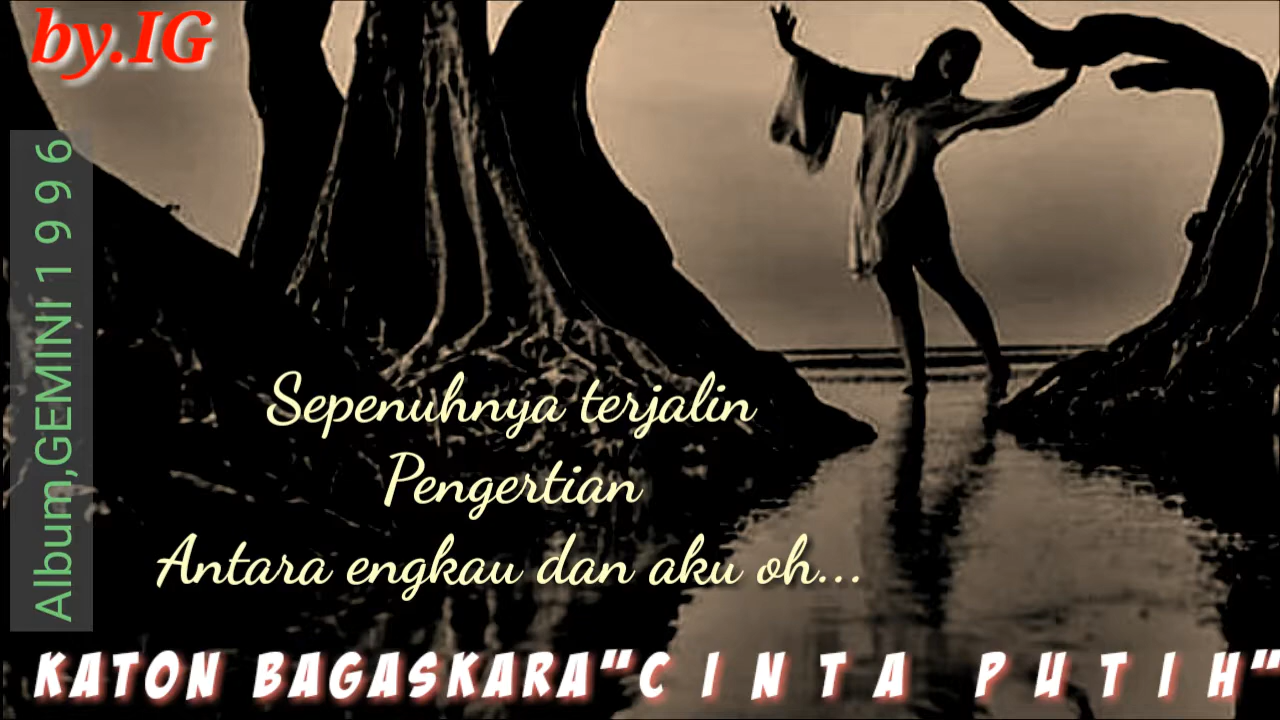 by.IG
Album,GEMINI 1 9 9 6
Sepenuhnya terjalin
Pengertian
Antara engkau dan aku oh...
KATON BAGASKARA"C I N T A P U T I H"